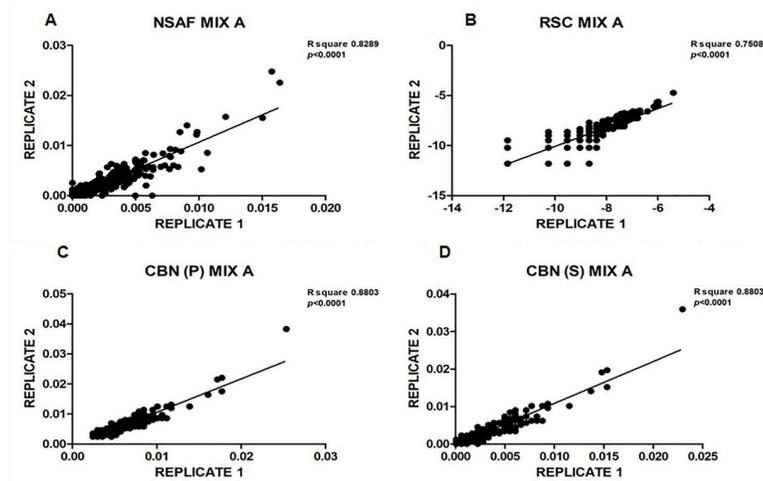 A
NSAF MIX A
R square 0.8289
p<0.0001
REPLICATE 2
0.03
0.02
0.01
0.00
0.000
0.005
0.010
0.015
0.020
REPLICATE 1
B
RSC MIX A
R square 0.7508
p<0.0001
REPLICATE 2
0
-5
-10
-15
-14
-12
-10
-8
-6
-4
REPLICATE 1
C
CBN (P) MIX A
R square 0.8803
p<0.0001
REPLICATE 2
0.05
0.04
0.03
0.02
0.01
0.00
0.00
0.01
0.02
0.03
REPLICATE 1
D
CBN (S) MIX A
R square 0.8803
p<0.0001
REPLICATE 2
0.04
0.03
0.02
0.01
0.00
0.000
0.005
0.010
0.015
0.020
0.025
REPLICATE 1